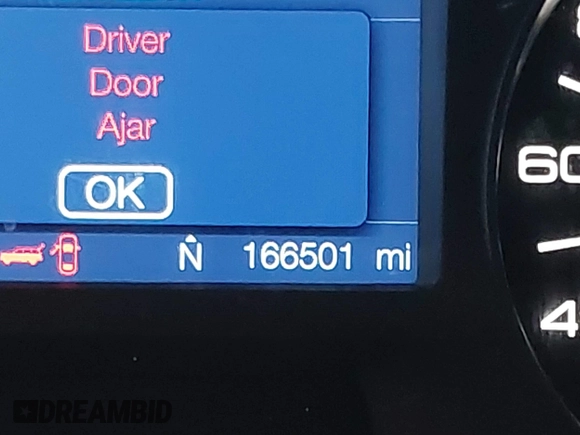 Driver
Door
Ajar
OK
N 166501 mi
60
4
DREAMBID